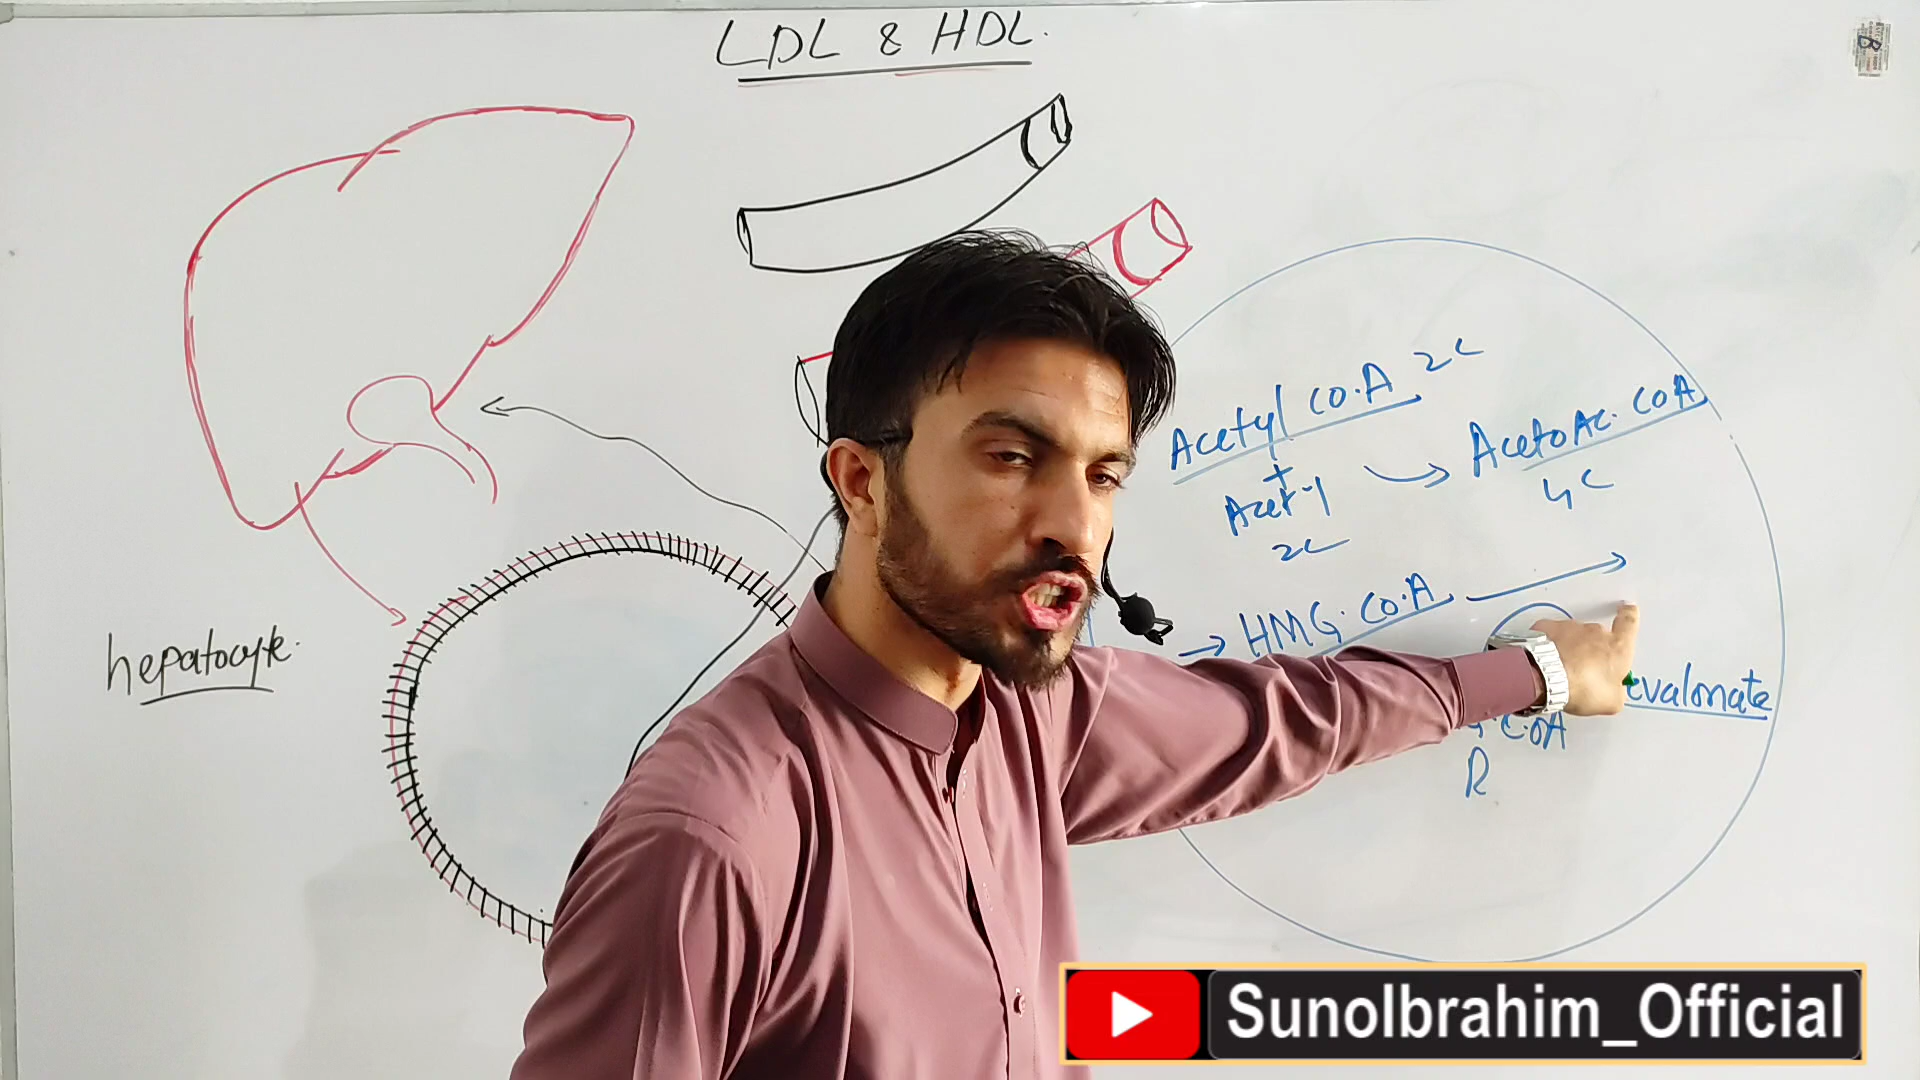 LDL & HDL.
Acetyl CO.A 2C
+
Acetyl
2C
AcetoAc. COA
4C
→ HMG.CO.A →
hepatocyte.
evalonate
G.COA
R
B
SunoIbrahim_Official